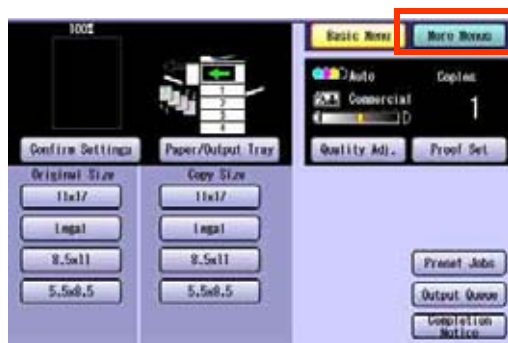 100%
Basic Menu
More Menus
Auto
Copies
Commercial
1
Confirm Settings
Paper/Output Tray
Quality Adj.
Proof Set
Original Size
Copy Size
11x17
11x17
Legal
Legal
8.5x11
8.5x11
Preset Jobs
5.5x8.5
5.5x8.5
Output Queue
Completion
Notice